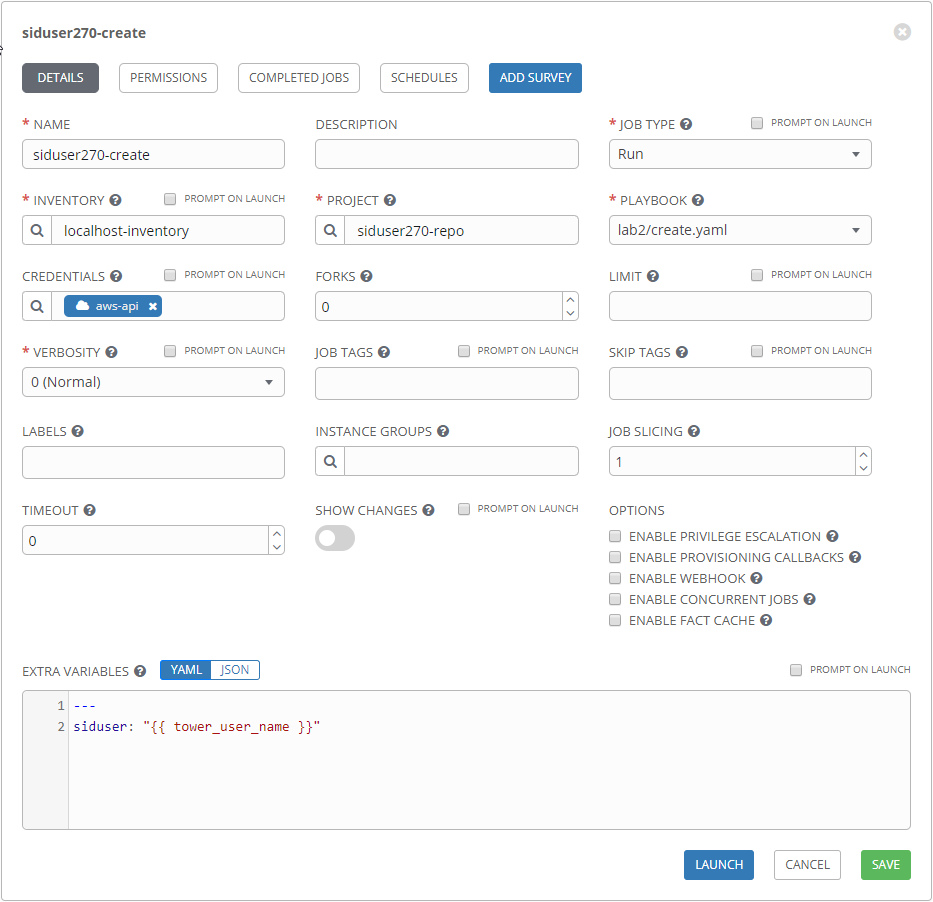 siduser270-create
DETAILS PERMISSIONS COMPLETED JOBS SCHEDULES ADD SURVEY
* NAME DESCRIPTION * JOB TYPE ? PROMPT ON LAUNCH
siduser270-create Run
* INVENTORY ? PROMPT ON LAUNCH * PROJECT ? * PLAYBOOK ?
localhost-inventory siduser270-repo lab2/create.yaml
CREDENTIALS ? PROMPT ON LAUNCH FORKS ? LIMIT ? PROMPT ON LAUNCH
aws-api 0
* VERBOSITY ? PROMPT ON LAUNCH JOB TAGS ? PROMPT ON LAUNCH SKIP TAGS ? PROMPT ON LAUNCH
0 (Normal)
LABELS ? INSTANCE GROUPS ? JOB SLICING ?
1
TIMEOUT ? SHOW CHANGES ? PROMPT ON LAUNCH OPTIONS
0
ENABLE PRIVILEGE ESCALATION ?
ENABLE PROVISIONING CALLBACKS ?
ENABLE WEBHOOK ?
ENABLE CONCURRENT JOBS ?
ENABLE FACT CACHE ?
EXTRA VARIABLES ? YAML JSON PROMPT ON LAUNCH
1 ---
2 siduser: "{{ tower_user_name }}"
LAUNCH CANCEL SAVE